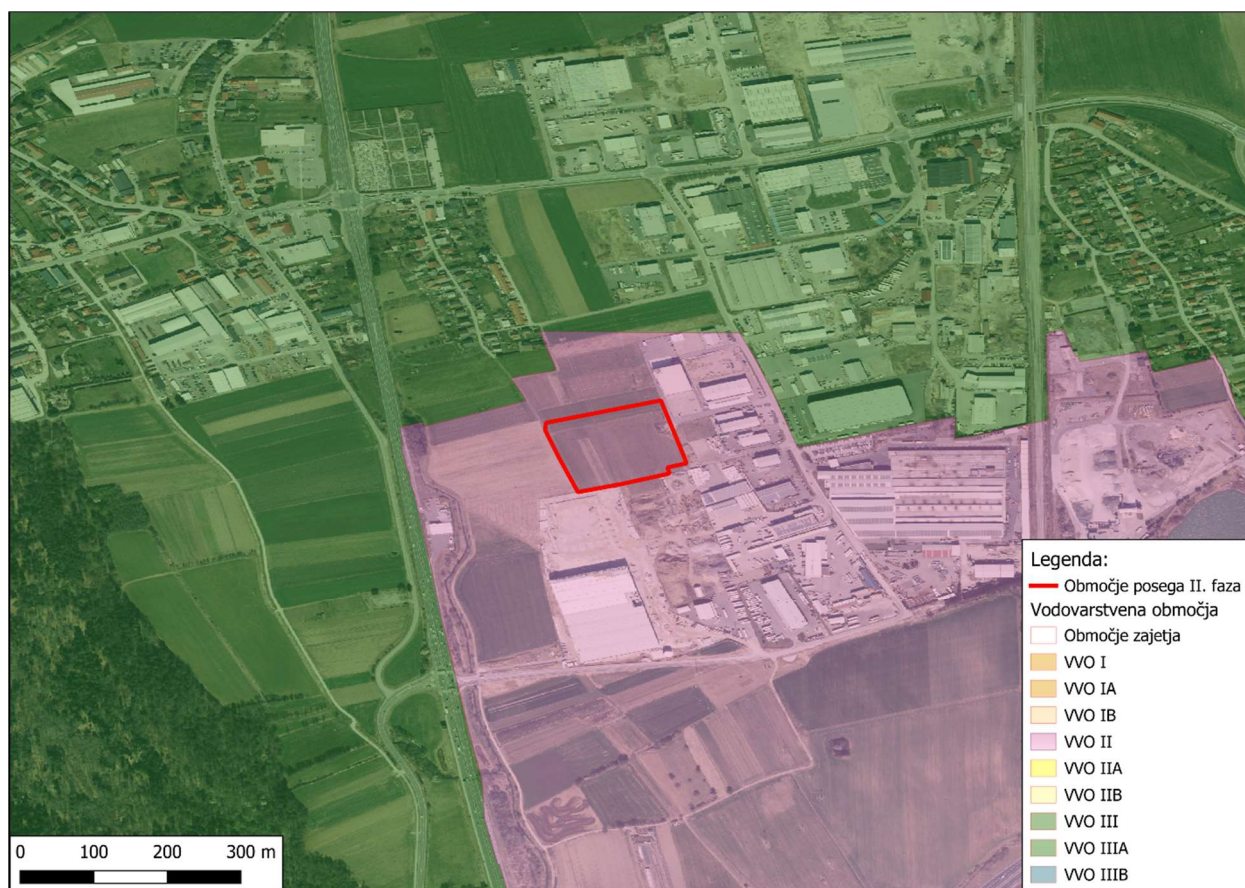 Legenda:
Območje posega II. faza
Vodovarstvena območja
Območje zajetja
VVO I
VVO IA
VVO IB
VVO II
VVO IIA
VVO IIB
VVO III
VVO IIIA
VVO IIIB
0 100 200 300 m